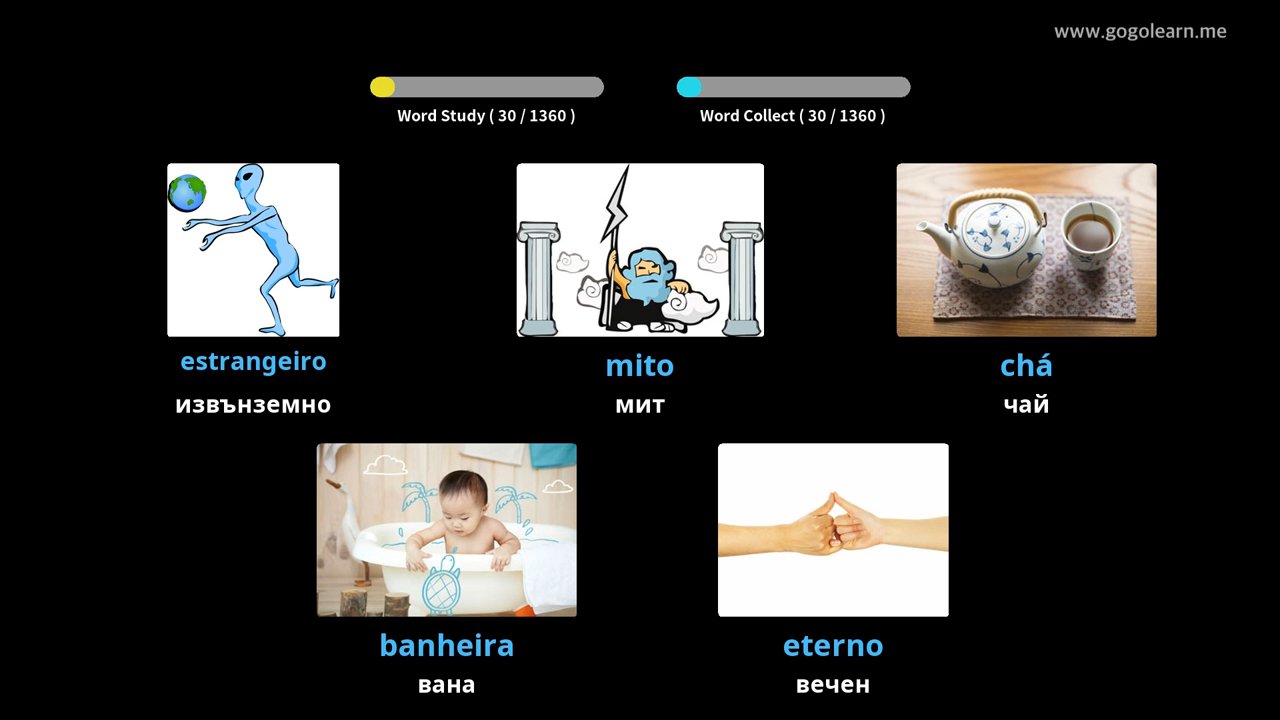 www.gogolearn.me
Word Study ( 30 / 1360 )
Word Collect ( 30 / 1360 )
estrangeiro
извънземно
mito
мит
chá
чай
banheira
вана
eterno
вечен